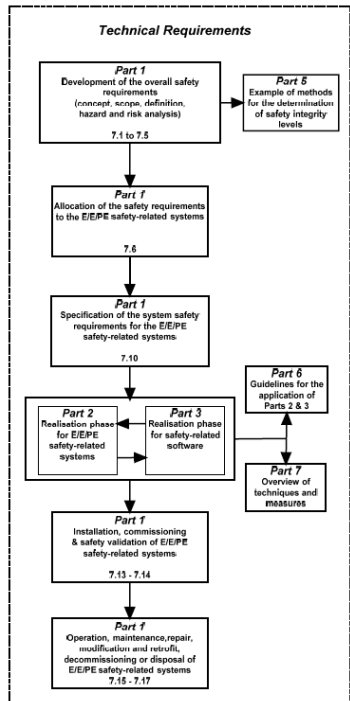 Technical Requirements
Part 1
Development of the overall safety
requirements
(concept, scope, definition,
hazard and risk analysis)
7.1 to 7.5
Part 5
Example of methods
for the determination
of safety integrity
levels
Part 1
Allocation of the safety requirements
to the E/E/PE safety-related systems
7.6
Part 1
Specification of the system safety
requirements for the E/E/PE
safety-related systems
7.10
Part 6
Guidelines for the
application of
Parts 2 & 3
Part 2
Realisation phase
for E/E/PE
safety-related
systems
Part 3
Realisation phase
for safety-related
software
Part 7
Overview of
techniques and
measures
Part 1
Installation, commissioning
& safety validation of E/E/PE
safety-related systems
7.13 - 7.14
Part 1
Operation, maintenance,repair,
modification and retrofit,
decommissioning or disposal of
E/E/PE safety-related systems
7.15 - 7.17